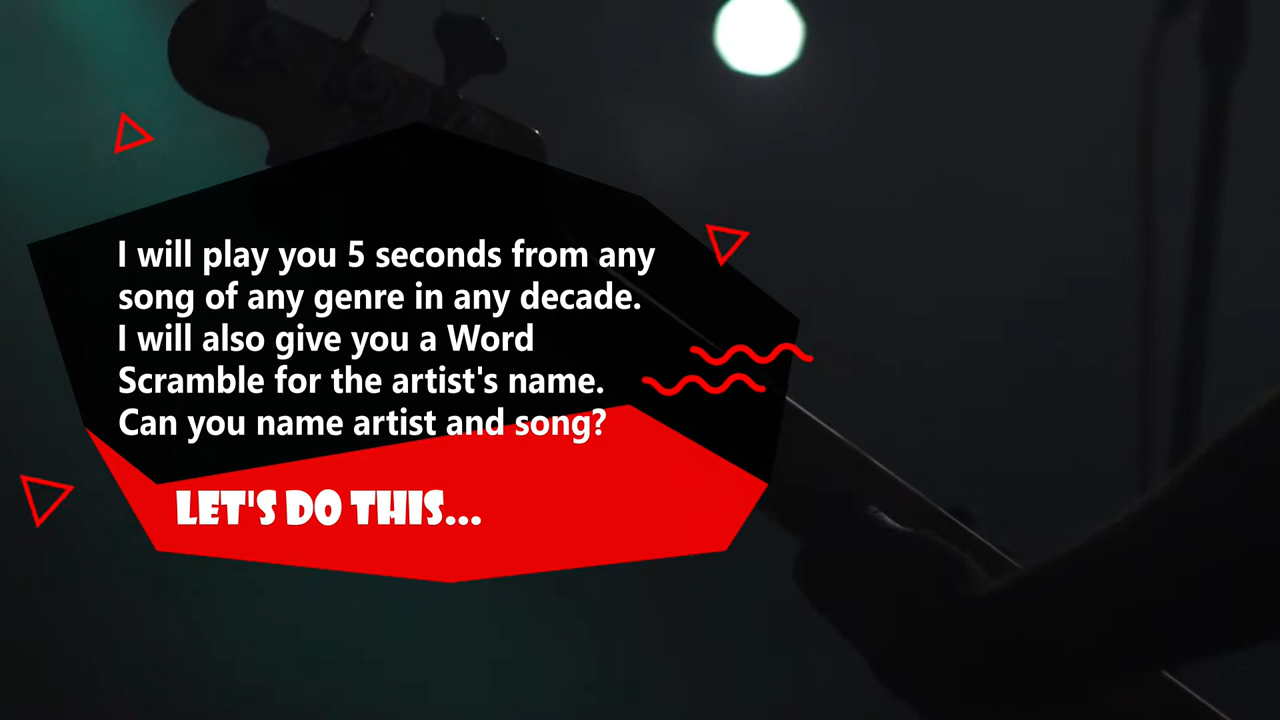 I will play you 5 seconds from any
song of any genre in any decade.
I will also give you a Word
Scramble for the artist's name.
Can you name artist and song?
LET'S DO THIS...